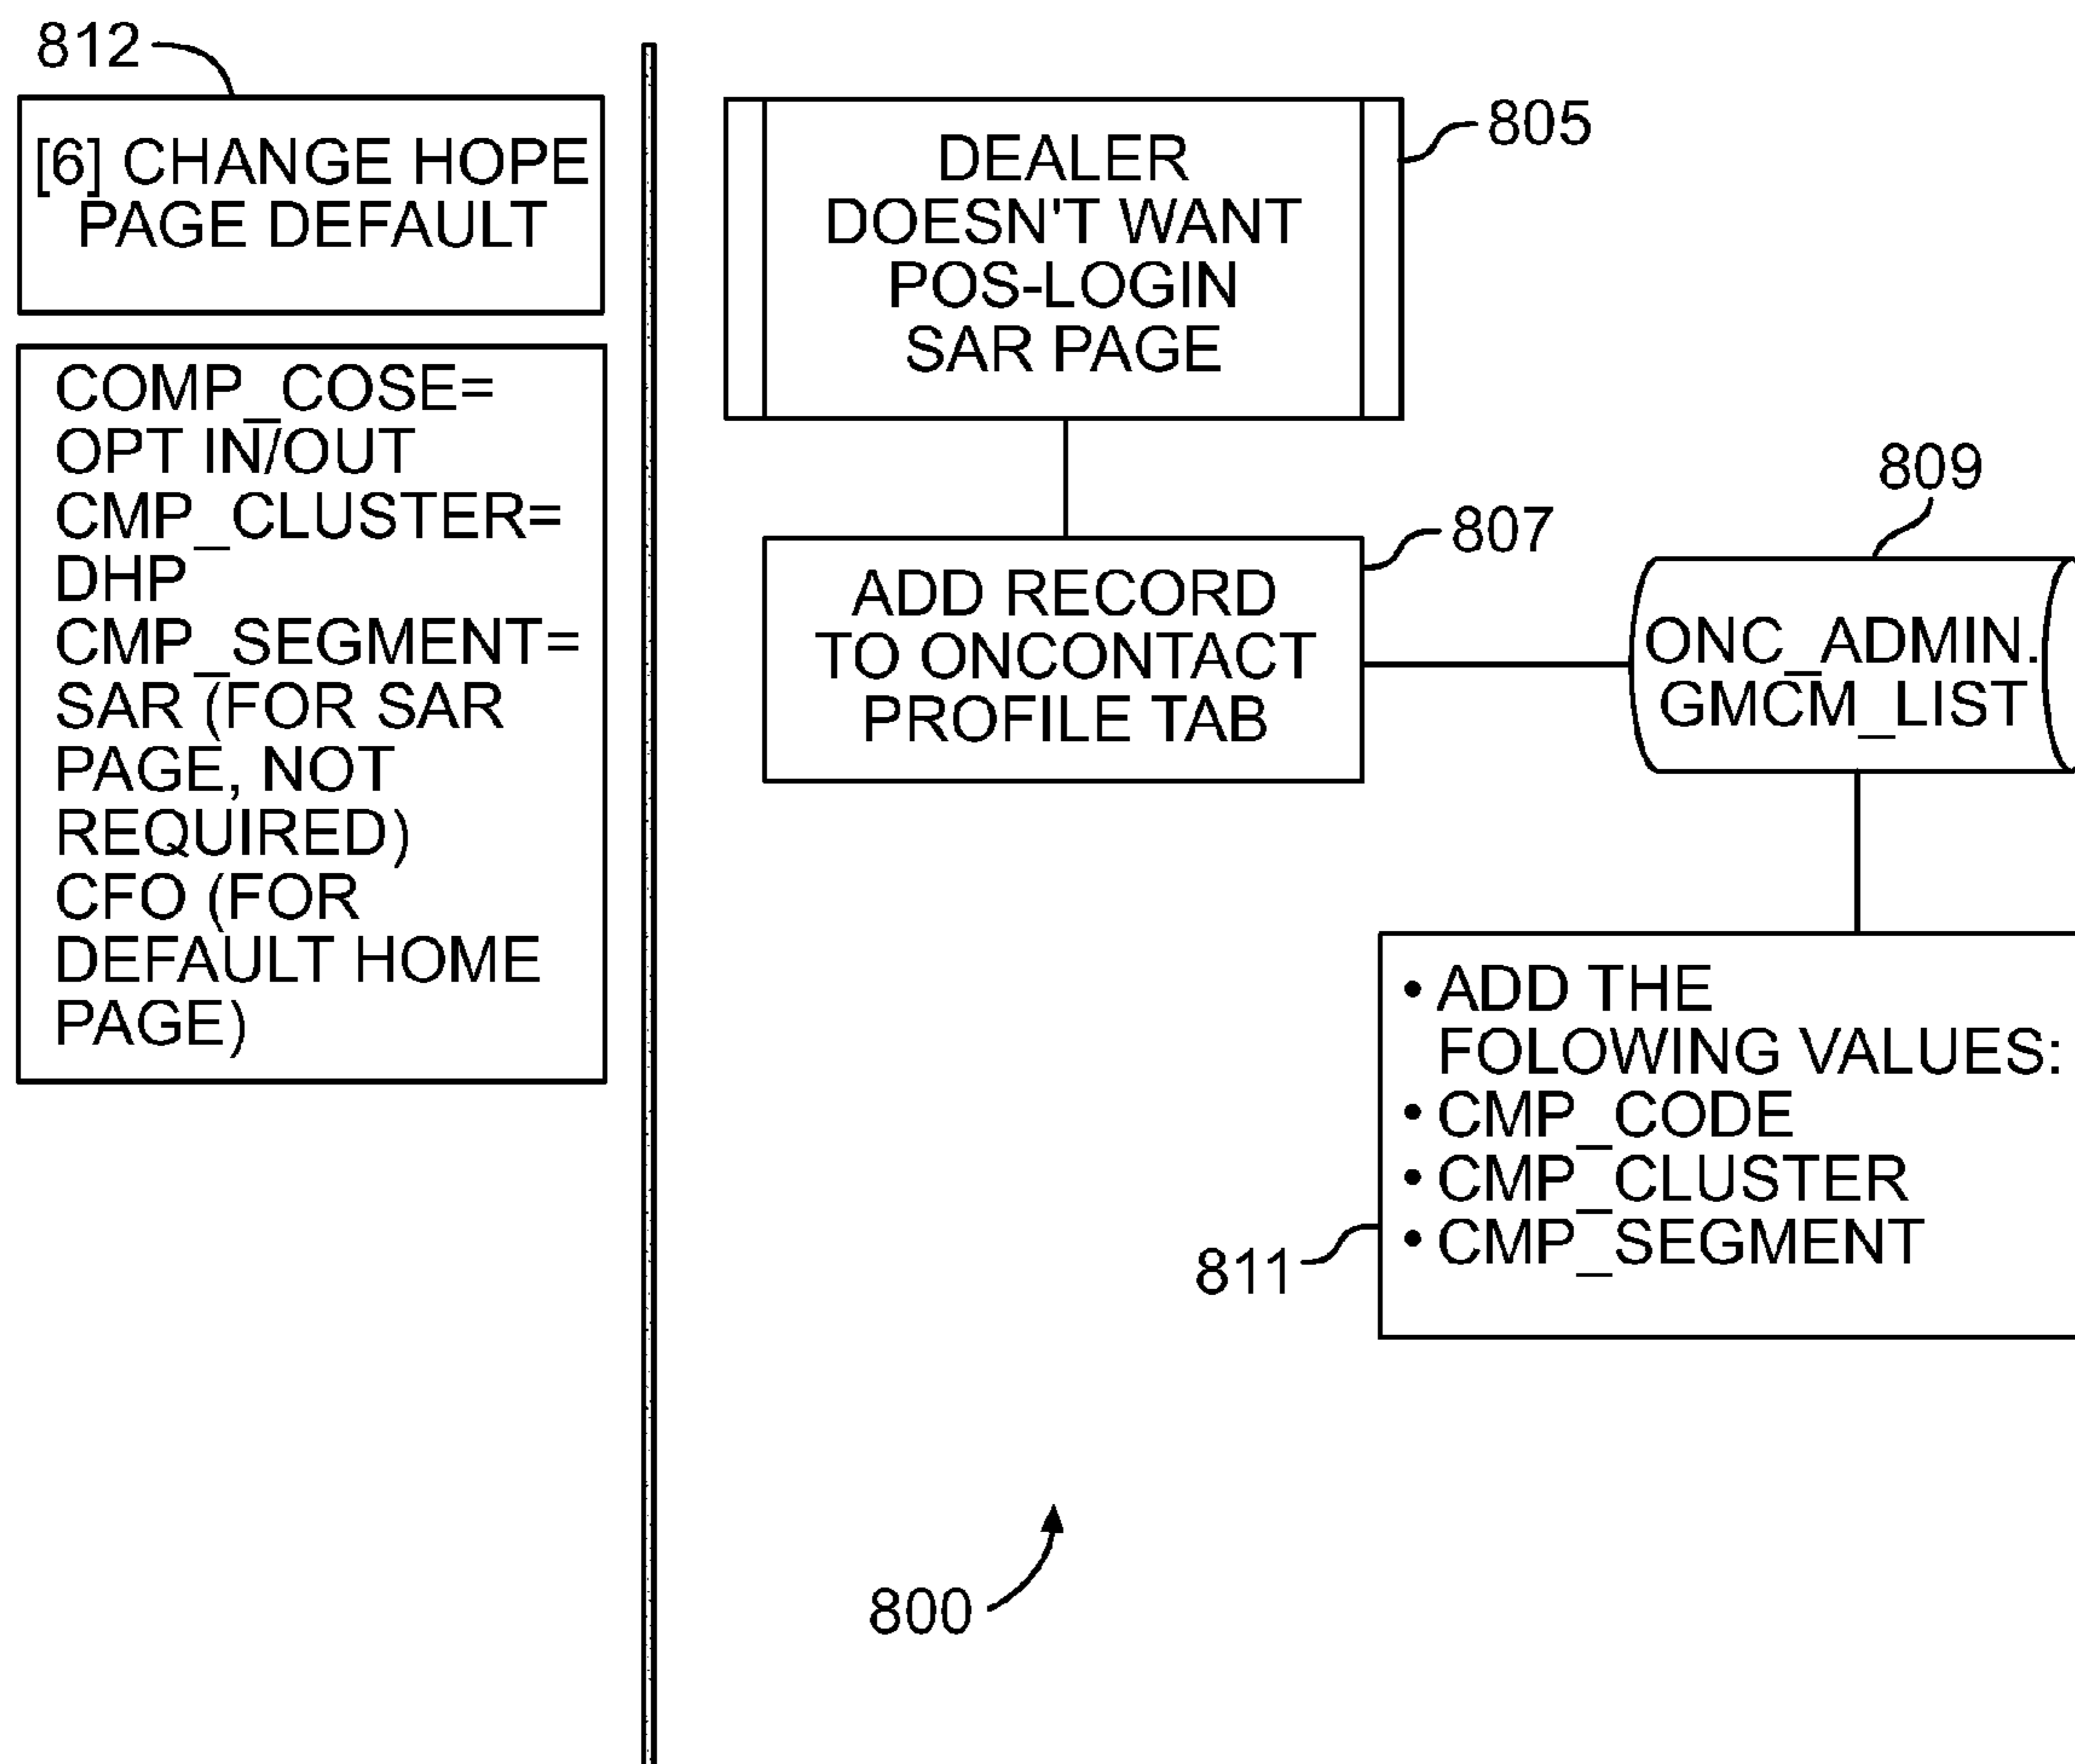 812
[6] CHANGE HOPE
PAGE DEFAULT
COMP_COSE=
OPT IN/OUT
CMP_CLUSTER=
DHP
CMP_SEGMENT=
SAR (FOR SAR
PAGE, NOT
REQUIRED)
CFO (FOR
DEFAULT HOME
PAGE)
805
DEALER
DOESN'T WANT
POS-LOGIN
SAR PAGE
807
ADD RECORD
TO ONCONTACT
PROFILE TAB
809
ONC_ADMIN.
GMCM_LIST
• ADD THE
FOLOWING VALUES:
• CMP_CODE
• CMP_CLUSTER
• CMP_SEGMENT
811
800